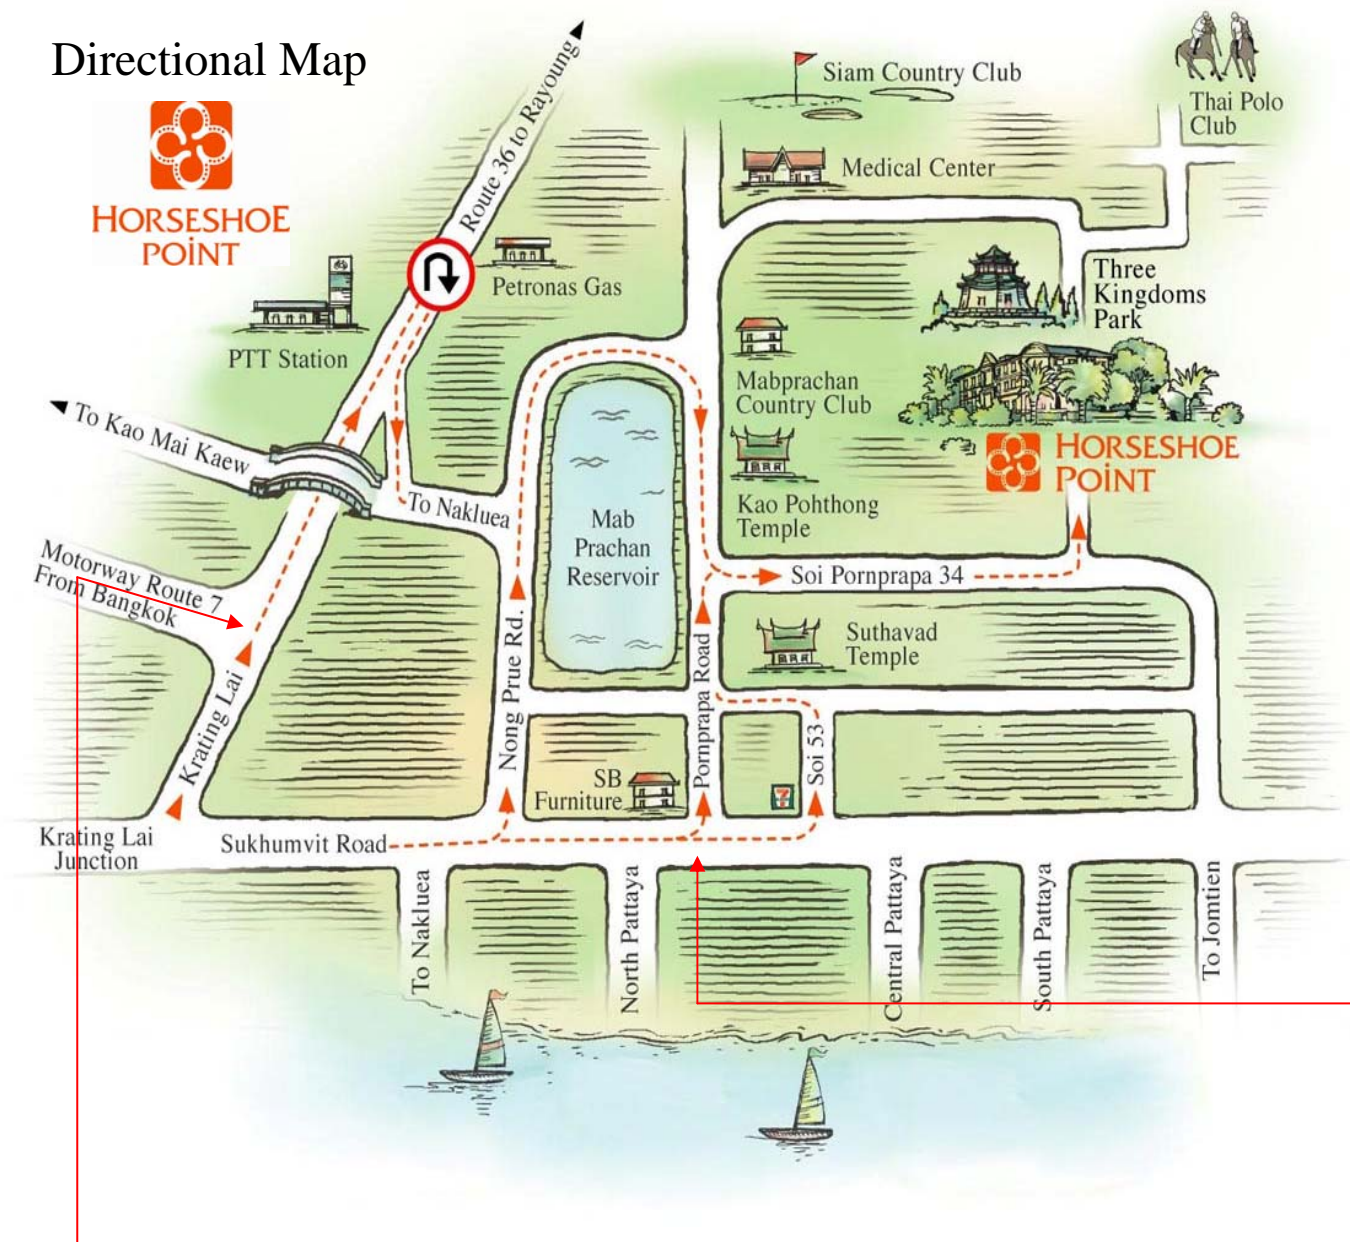 Directional Map
HORSESHOE
POINT
Route 36 to Rayoung
Siam Country Club
Thai Polo
Club
Medical Center
Petronas Gas
PTT Station
Three
Kingdoms
Park
Mabprachan
Country Club
To Kao Mai Kaew
HORSESHOE
POINT
Kao Pohthong
Temple
To Nakluea
Mab
Prachan
Reservoir
Motorway Route 7
From Bangkok
Soi Pornprapa 34
Suthavad
Temple
Krating Lai
Nong Prue Rd.
Pornprapa Road
Soi 53
SB
Furniture
7
Krating Lai
Junction
Sukhumvit Road
To Nakluea
North Pattaya
Central Pattaya
South Pattaya
To Jomtien